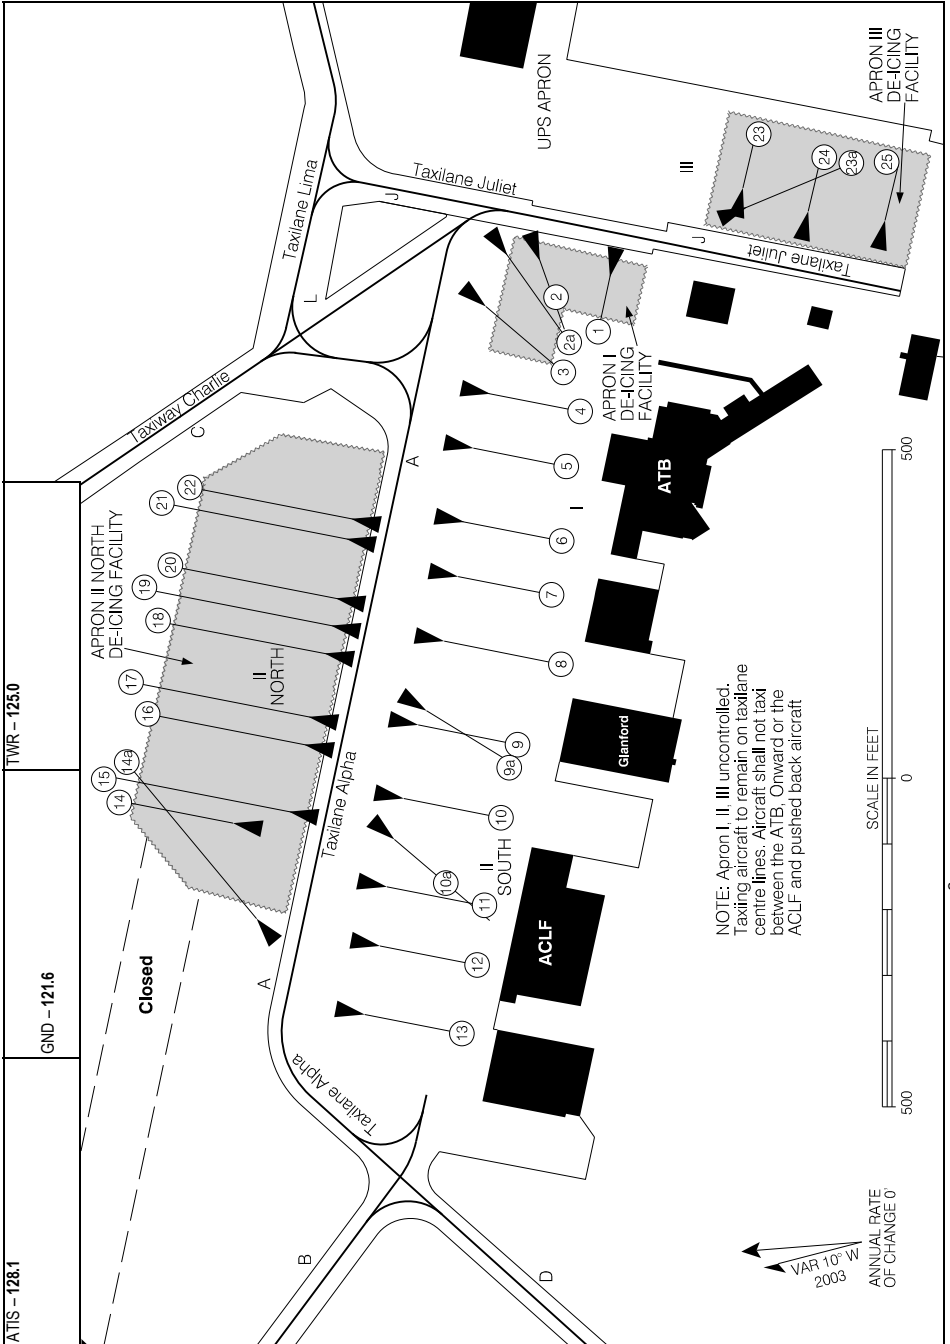 ATIS – 128.1
GND – 121.6
TWR – 125.0
Closed
APRON II NORTH
DE-ICING FACILITY
14
15
14a
16
17
18
19
20
21
22
II
NORTH
Taxiway Charlie
C
Taxilane Lima
L
Taxilane Juliet
J
UPS APRON
III
APRON III
DE-ICING
FACILITY
23
24
23a
25
J
Taxilane Juliet
A
Taxilane Alpha
A
Taxilane Alpha
B
D
13
12
11
10a
10
9a
9
8
7
6
5
4
3
2a
2
1
APRON I
DE-ICING
FACILITY
I
II
SOUTH
ACLF
Glanford
ATB
NOTE: Apron I, II, III uncontrolled.
Taxiing aircraft to remain on taxilane
centre lines. Aircraft shall not taxi
between the ATB, Onward or the
ACLF and pushed back aircraft
SCALE IN FEET
500
0
500
VAR 10° W
2003
ANNUAL RATE
OF CHANGE 0'